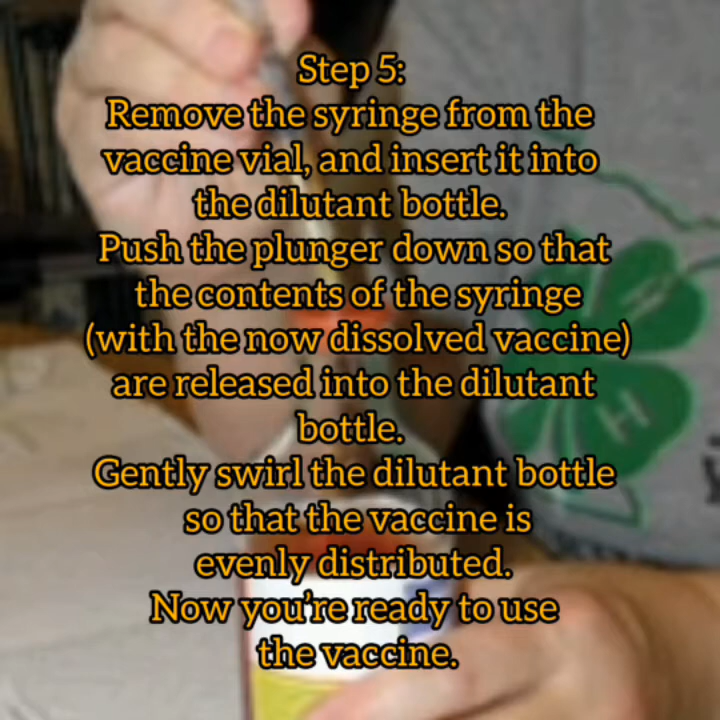 Step 5:
Remove the syringe from the
vaccine vial, and insert it into
the dilutant bottle.
Push the plunger down so that
the contents of the syringe
(with the now dissolved vaccine)
are released into the dilutant
bottle.
Gently swirl the dilutant bottle
so that the vaccine is
evenly distributed.
Now you're ready to use
the vaccine.
H
H